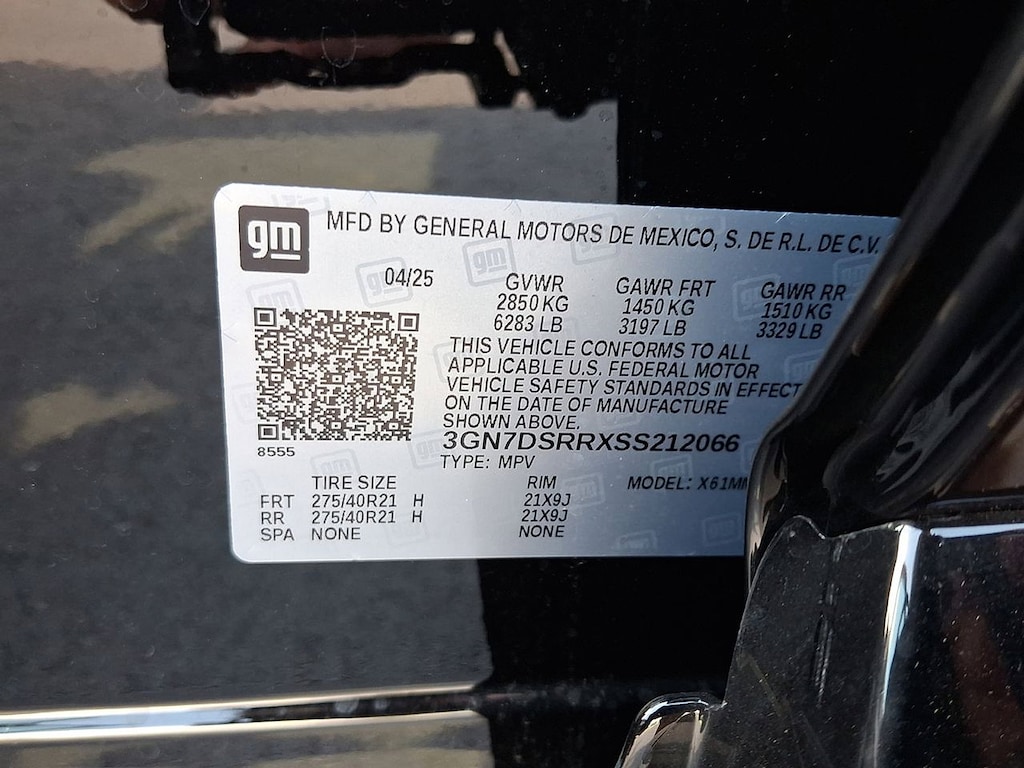 gm MFD BY GENERAL MOTORS DE MEXICO, S. DE R.L. DE C.V.
04/25 GVWR GAWR FRT GAWR RR
2850 KG 1450 KG 1510 KG
6283 LB 3197 LB 3329 LB
THIS VEHICLE CONFORMS TO ALL
APPLICABLE U.S. FEDERAL MOTOR
VEHICLE SAFETY STANDARDS IN EFFECT
ON THE DATE OF MANUFACTURE
SHOWN ABOVE.
3GN7DSRRXSS212066
8555
TYPE: MPV
TIRE SIZE RIM MODEL: X61M
FRT 275/40R21 H 21X9J
RR 275/40R21 H 21X9J
SPA NONE NONE